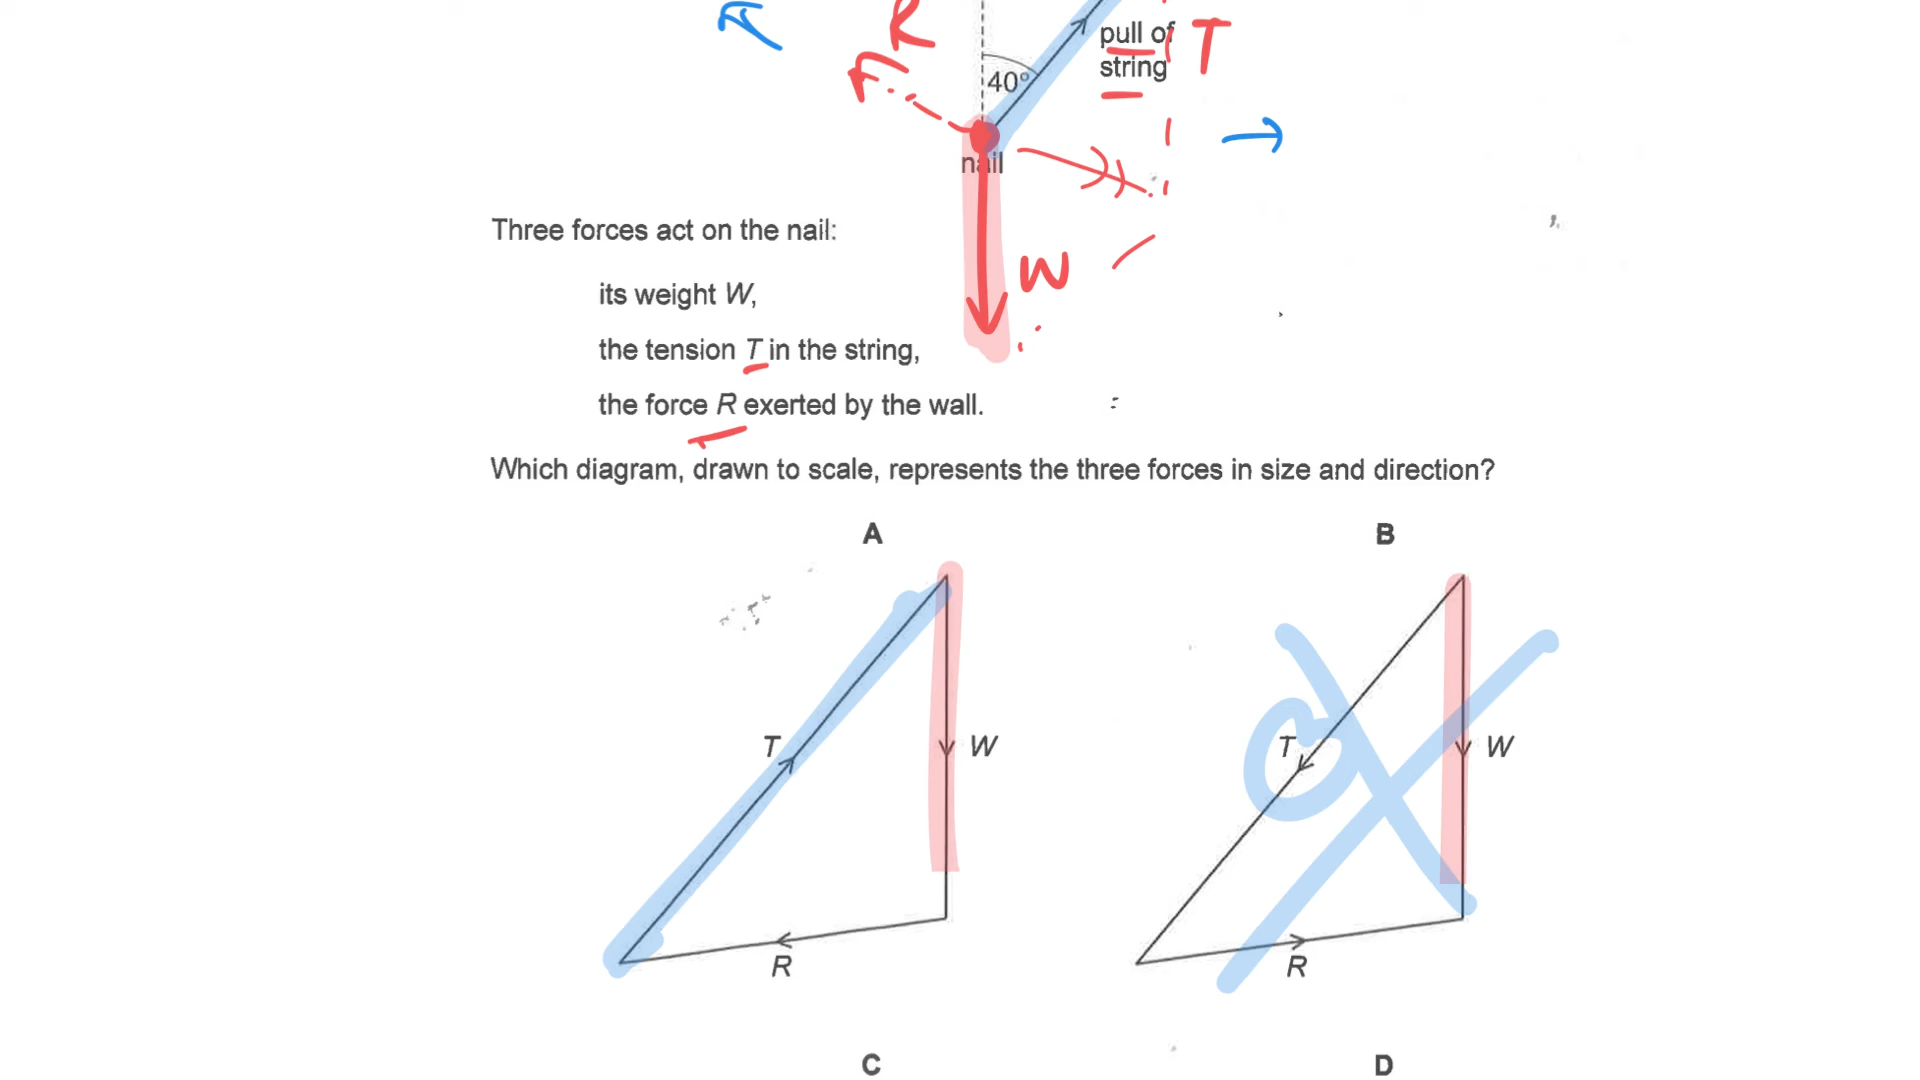 R
pull of T
string
40°
nail
Three forces act on the nail:
W
its weight W,
the tension T in the string,
the force R exerted by the wall.
Which diagram, drawn to scale, represents the three forces in size and direction?
A B
T W T W
R R
C D